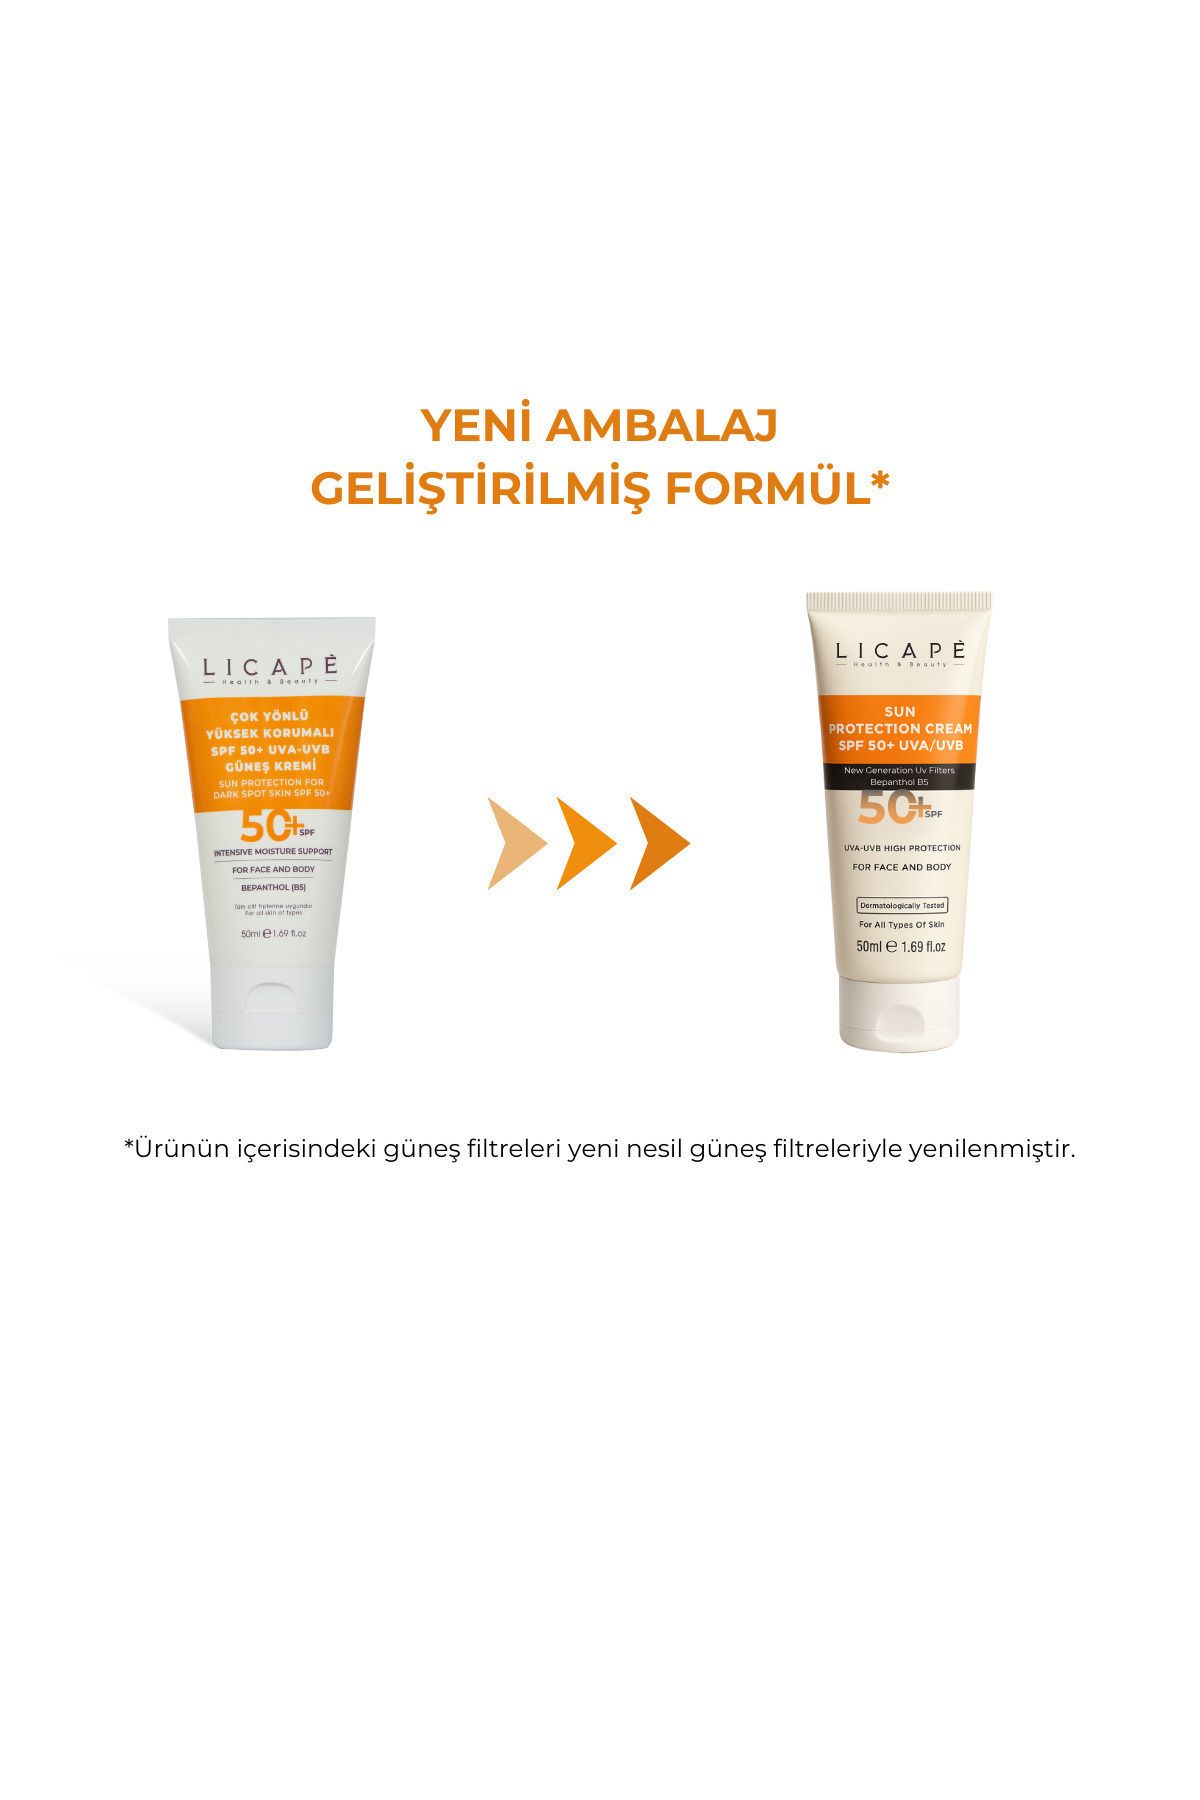 YENİ AMBALAJ
GELİŞTİRİLMİŞ FORMÜL*
LICAPÈ
Health & Beauty
ÇOK YÖNLÜ
YÜKSEK KORUMALI
SPF 50+ UVA-UVB
GÜNEŞ KREMİ
SUN PROTECTION FOR
DARK SPOT SKIN SPF 50+
50+ SPF
INTENSIVE MOISTURE SUPPORT
FOR FACE AND BODY
BEPANTHOL (B5)
Tüm cilt tiplerine uygundur
For all skin of types
50ml e 1.69 fl.oz
LICAPÈ
Health & Beauty
SUN
PROTECTION CREAM
SPF 50+ UVA/UVB
New Generation Uv Filters
Bepanthol B5
50+ SPF
UVA-UVB HIGH PROTECTION
FOR FACE AND BODY
Dermatologically Tested
For All Types Of Skin
50ml e 1.69 fl.oz
*Ürünün içerisindeki güneş filtreleri yeni nesil güneş filtreleriyle yenilenmiştir.